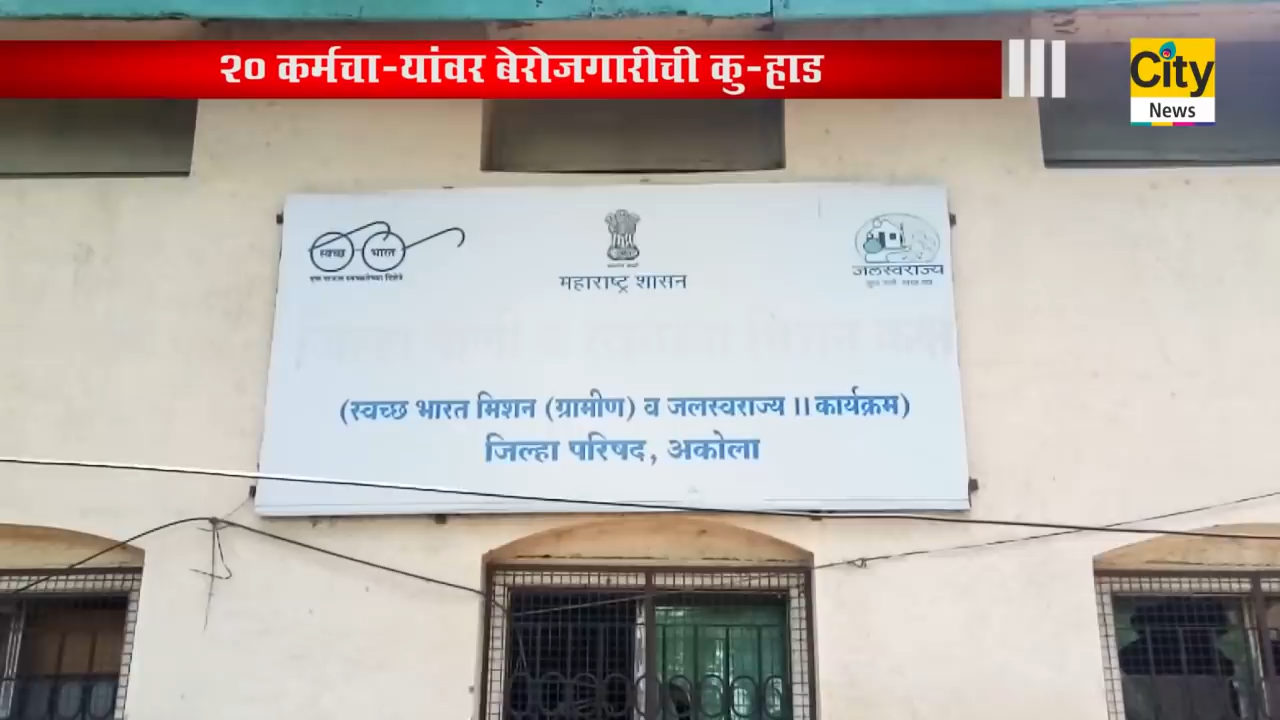 २० कर्मचा-यांवर बेरोजगारीची कु-हाड
City
News
स्वच्छ भारत
महाराष्ट्र शासन
जलस्वराज्य
(स्वच्छ भारत मिशन (ग्रामीण) व जलस्वराज्य II कार्यक्रम)
जिल्हा परिषद, अकोला